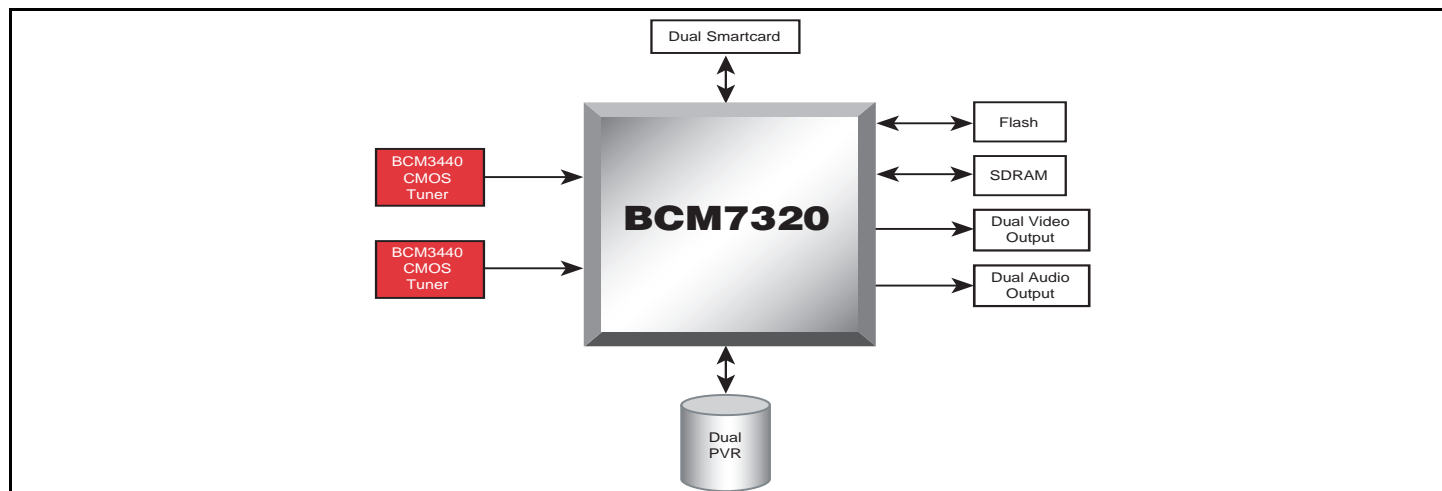 Dual Smartcard
BCM3440
CMOS
Tuner
BCM3440
CMOS
Tuner
BCM7320
Flash
SDRAM
Dual Video
Output
Dual Audio
Output
Dual
PVR